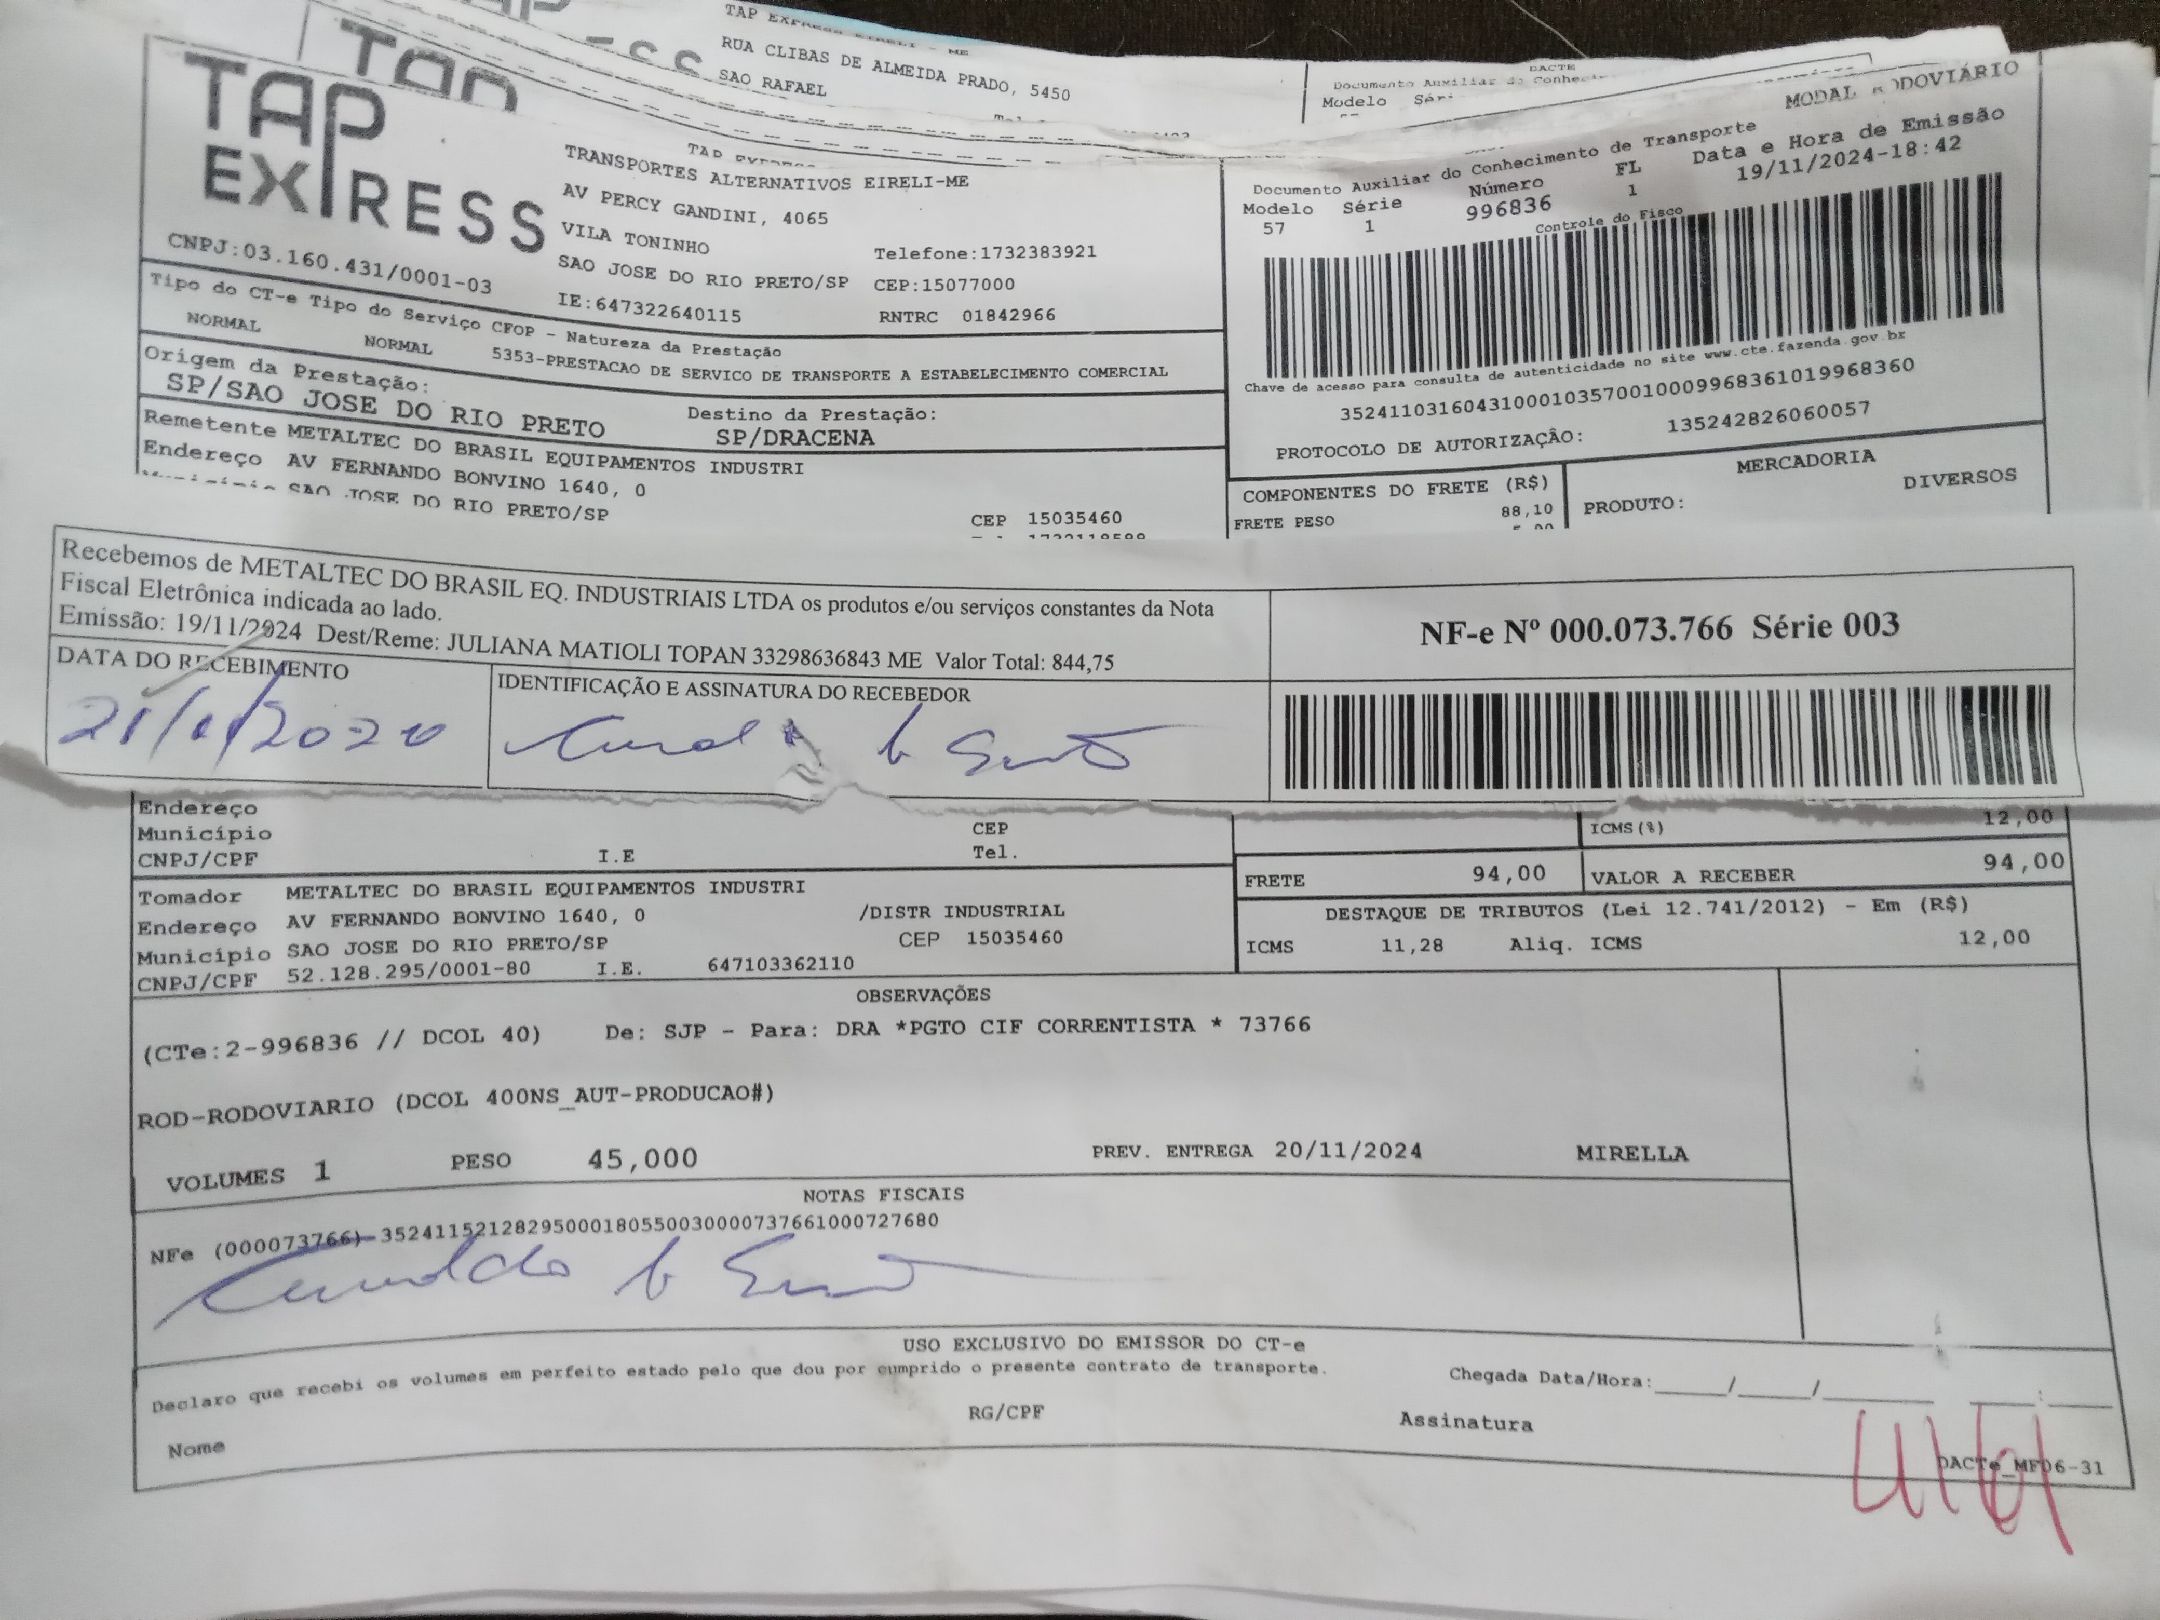 TAP EXPRESS EIRELI - ME
RUA CLIBAS DE ALMEIDA PRADO, 5450
SAO RAFAEL
DACTE
Documento Auxiliar do
Modelo
TAP
EXPRESS
TAP EXPRESS
TRANSPORTES ALTERNATIVOS EIRELI-ME
AV PERCY GANDINI, 4065
VILA TONINHO
Telefone:1732383921
SAO JOSE DO RIO PRETO/SP CEP:15077000
CNPJ:03.160.431/0001-03
IE:647322640115 RNTRC 01842966
MODAL RODOVIÁRIO
Documento Auxiliar do Conhecimento de Transporte
Modelo Série Número FL Data e Hora de Emissão
57 1 996836 1 19/11/2024-18:42
Controle do Fisco
Chave de acesso para consulta de autenticidade no site www.cte.fazenda.gov.br
35241103160431000103570010009968361019968360
PROTOCOLO DE AUTORIZAÇÃO: 135242826060057
Tipo do CT-e Tipo do Serviço CFOP - Natureza da Prestação
NORMAL NORMAL 5353-PRESTACAO DE SERVICO DE TRANSPORTE A ESTABELECIMENTO COMERCIAL
Origem da Prestação: Destino da Prestação:
SP/SAO JOSE DO RIO PRETO SP/DRACENA
Remetente METALTEC DO BRASIL EQUIPAMENTOS INDUSTRI
Endereço AV FERNANDO BONVINO 1640, 0
Município SAO JOSE DO RIO PRETO/SP CEP 15035460
COMPONENTES DO FRETE (R$) MERCADORIA
FRETE PESO 88,10 PRODUTO: DIVERSOS
Recebemos de METALTEC DO BRASIL EQ. INDUSTRIAIS LTDA os produtos e/ou serviços constantes da Nota
Fiscal Eletrônica indicada ao lado.
Emissão: 19/11/2024 Dest/Reme: JULIANA MATIOLI TOPAN 33298636843 ME Valor Total: 844,75
NF-e Nº 000.073.766 Série 003
DATA DO RECEBIMENTO IDENTIFICAÇÃO E ASSINATURA DO RECEBEDOR
21/11/2020
Endereço
Município CEP
CNPJ/CPF I.E Tel.
ICMS(%) 12,00
FRETE 94,00 VALOR A RECEBER 94,00
Tomador METALTEC DO BRASIL EQUIPAMENTOS INDUSTRI
Endereço AV FERNANDO BONVINO 1640, 0 /DISTR INDUSTRIAL
Município SAO JOSE DO RIO PRETO/SP CEP 15035460
CNPJ/CPF 52.128.295/0001-80 I.E. 647103362110
DESTAQUE DE TRIBUTOS (Lei 12.741/2012) - Em (R$)
ICMS 11,28 Aliq. ICMS 12,00
OBSERVAÇÕES
(CTe:2-996836 // DCOL 40) De: SJP - Para: DRA *PGTO CIF CORRENTISTA * 73766
ROD-RODOVIARIO (DCOL 400NS_AUT-PRODUCAO#)
VOLUMES 1 PESO 45,000 PREV. ENTREGA 20/11/2024 MIRELLA
NOTAS FISCAIS
NFe (000073766)-35241152128295000180550030000737661000727680
USO EXCLUSIVO DO EMISSOR DO CT-e
Declaro que recebi os volumes em perfeito estado pelo que dou por cumprido o presente contrato de transporte.
Chegada Data/Hora:_____/_____/________ _____:_____
Nome RG/CPF Assinatura
DACTe_MF06-31